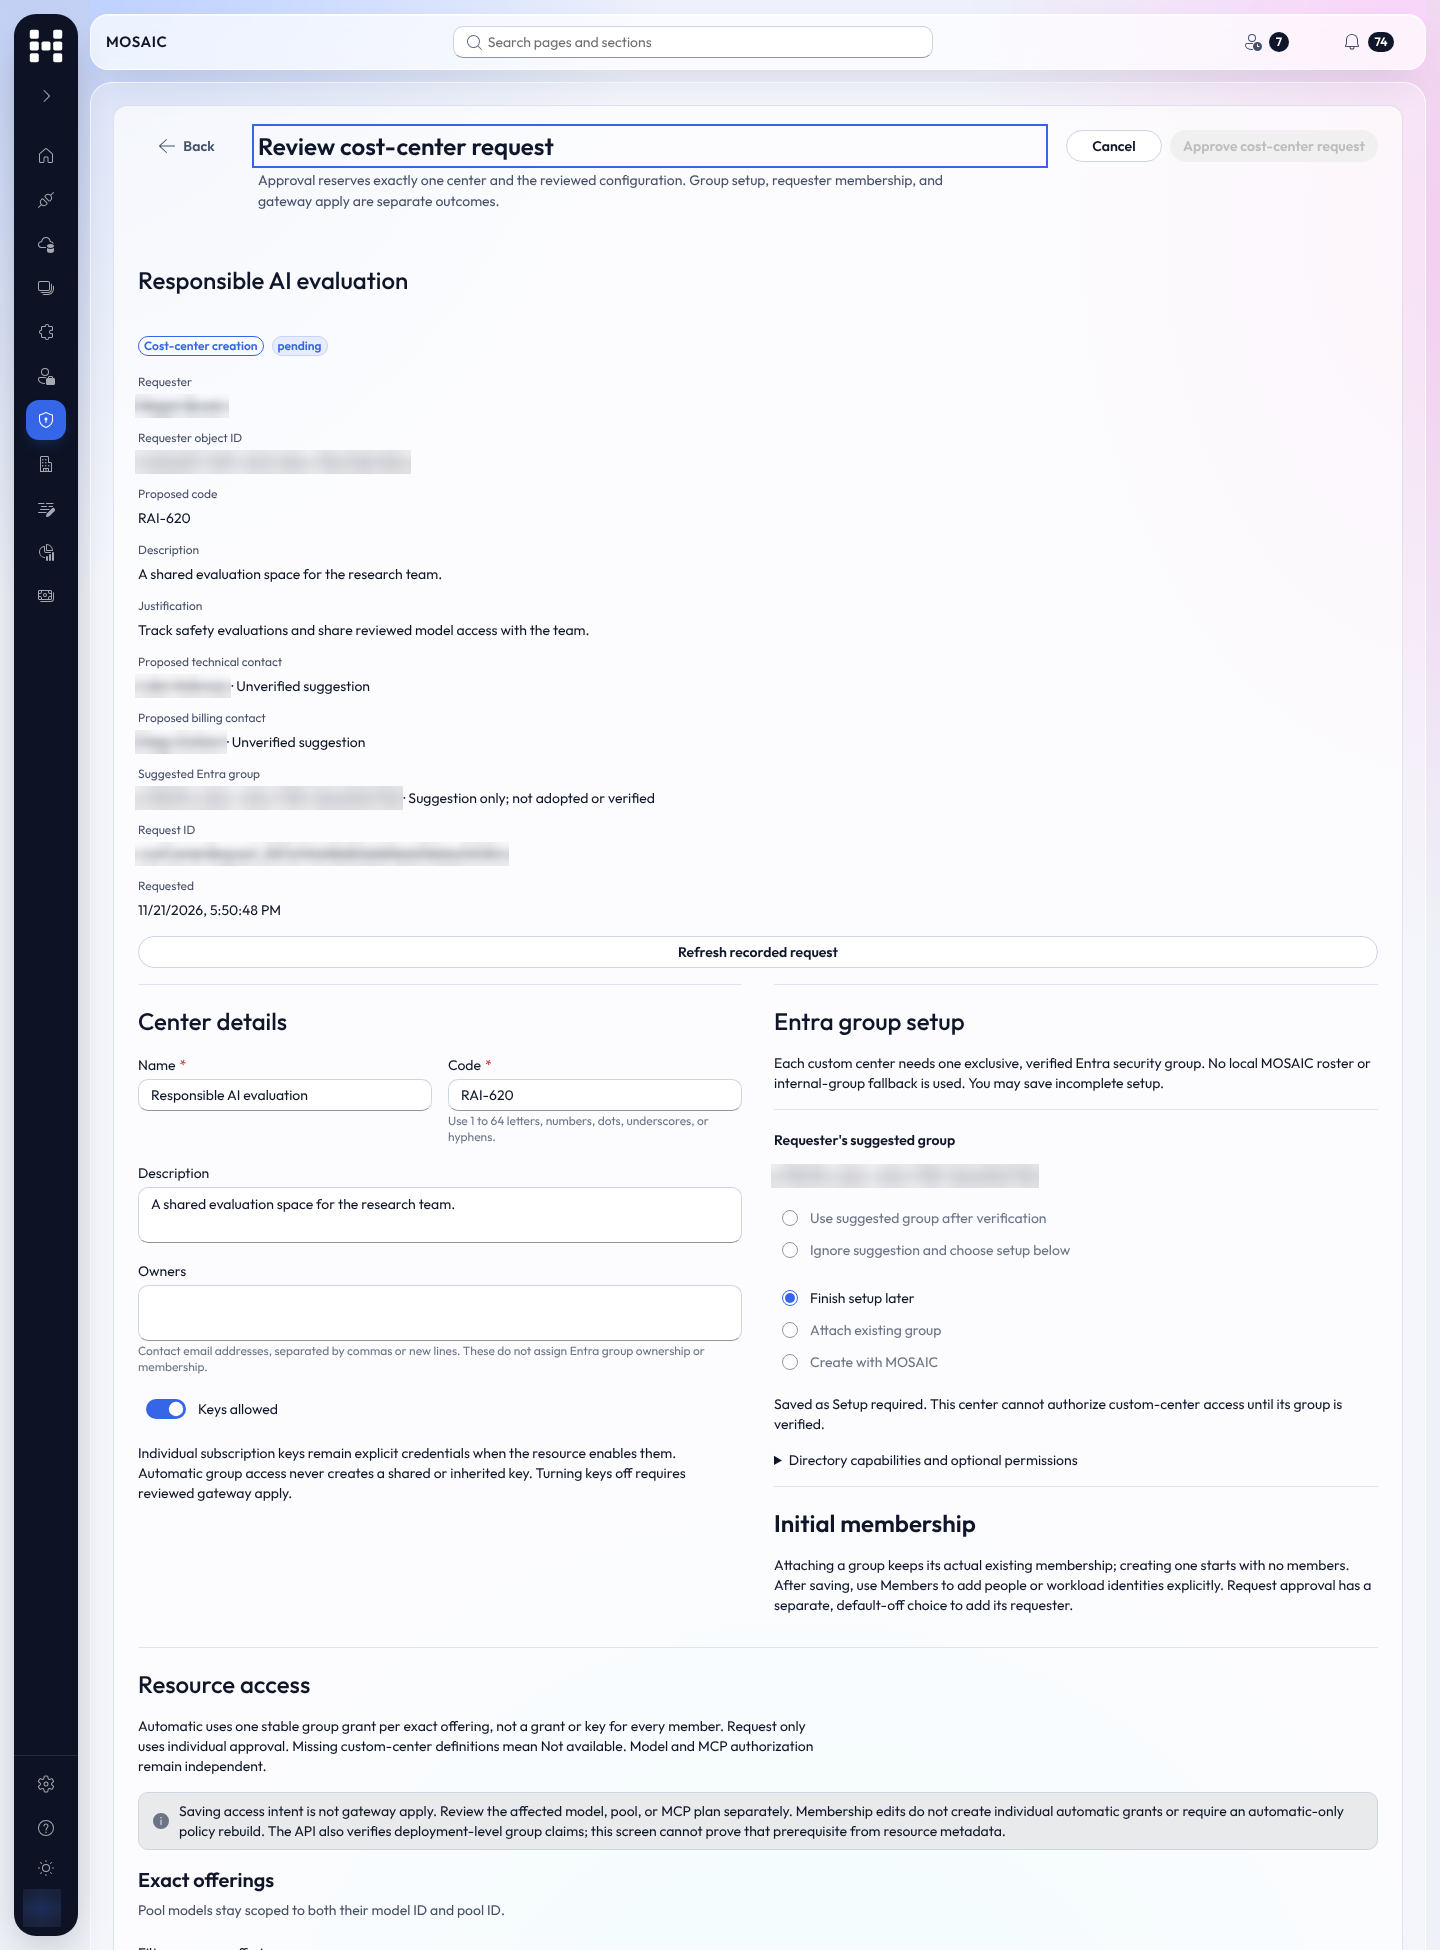 MOSAIC
Search pages and sections
7
74
Back
Review cost-center request
Cancel
Approve cost-center request
Approval reserves exactly one center and the reviewed configuration. Group setup, requester membership, and
gateway apply are separate outcomes.
Responsible AI evaluation
Cost-center creation
pending
Requester
Requester object ID
Proposed code
RAI-620
Description
A shared evaluation space for the research team.
Justification
Track safety evaluations and share reviewed model access with the team.
Proposed technical contact
· Unverified suggestion
Proposed billing contact
· Unverified suggestion
Suggested Entra group
· Suggestion only; not adopted or verified
Request ID
Requested
11/21/2026, 5:50:48 PM
Refresh recorded request
Center details
Name *
Code *
Responsible AI evaluation
RAI-620
Use 1 to 64 letters, numbers, dots, underscores, or
hyphens.
Description
A shared evaluation space for the research team.
Owners
Contact email addresses, separated by commas or new lines. These do not assign Entra group ownership or
membership.
Keys allowed
Individual subscription keys remain explicit credentials when the resource enables them.
Automatic group access never creates a shared or inherited key. Turning keys off requires
reviewed gateway apply.
Entra group setup
Each custom center needs one exclusive, verified Entra security group. No local MOSAIC roster or
internal-group fallback is used. You may save incomplete setup.
Requester's suggested group
Use suggested group after verification
Ignore suggestion and choose setup below
Finish setup later
Attach existing group
Create with MOSAIC
Saved as Setup required. This center cannot authorize custom-center access until its group is
verified.
Directory capabilities and optional permissions
Initial membership
Attaching a group keeps its actual existing membership; creating one starts with no members.
After saving, use Members to add people or workload identities explicitly. Request approval has a
separate, default-off choice to add its requester.
Resource access
Automatic uses one stable group grant per exact offering, not a grant or key for every member. Request only
uses individual approval. Missing custom-center definitions mean Not available. Model and MCP authorization
remain independent.
Saving access intent is not gateway apply. Review the affected model, pool, or MCP plan separately. Membership edits do not create individual automatic grants or require an automatic-only
policy rebuild. The API also verifies deployment-level group claims; this screen cannot prove that prerequisite from resource metadata.
Exact offerings
Pool models stay scoped to both their model ID and pool ID.